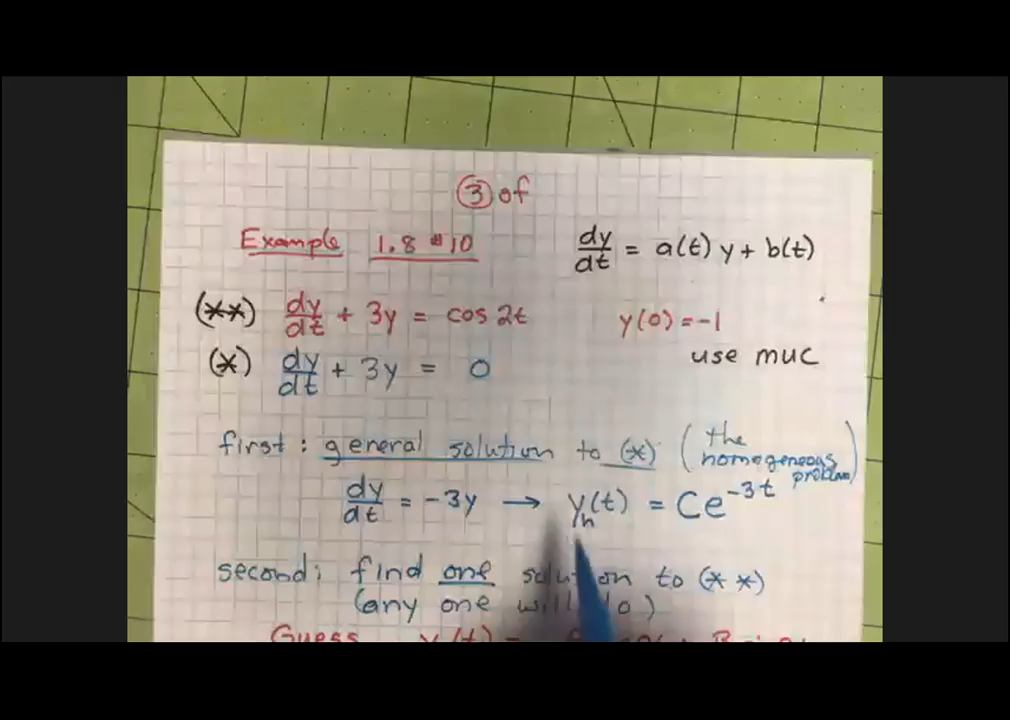 ③ of
Example 1.8 #10
dy/dt = a(t) y + b(t)
(**) dy/dt + 3y = cos 2t
y(0) = -1
(*) dy/dt + 3y = 0
use MUC
first: general solution to (*) (the homogeneous problem)
dy/dt = -3y → y_h(t) = Ce^{-3t}
second: find one solution to (**)
(any one will do)
Guess